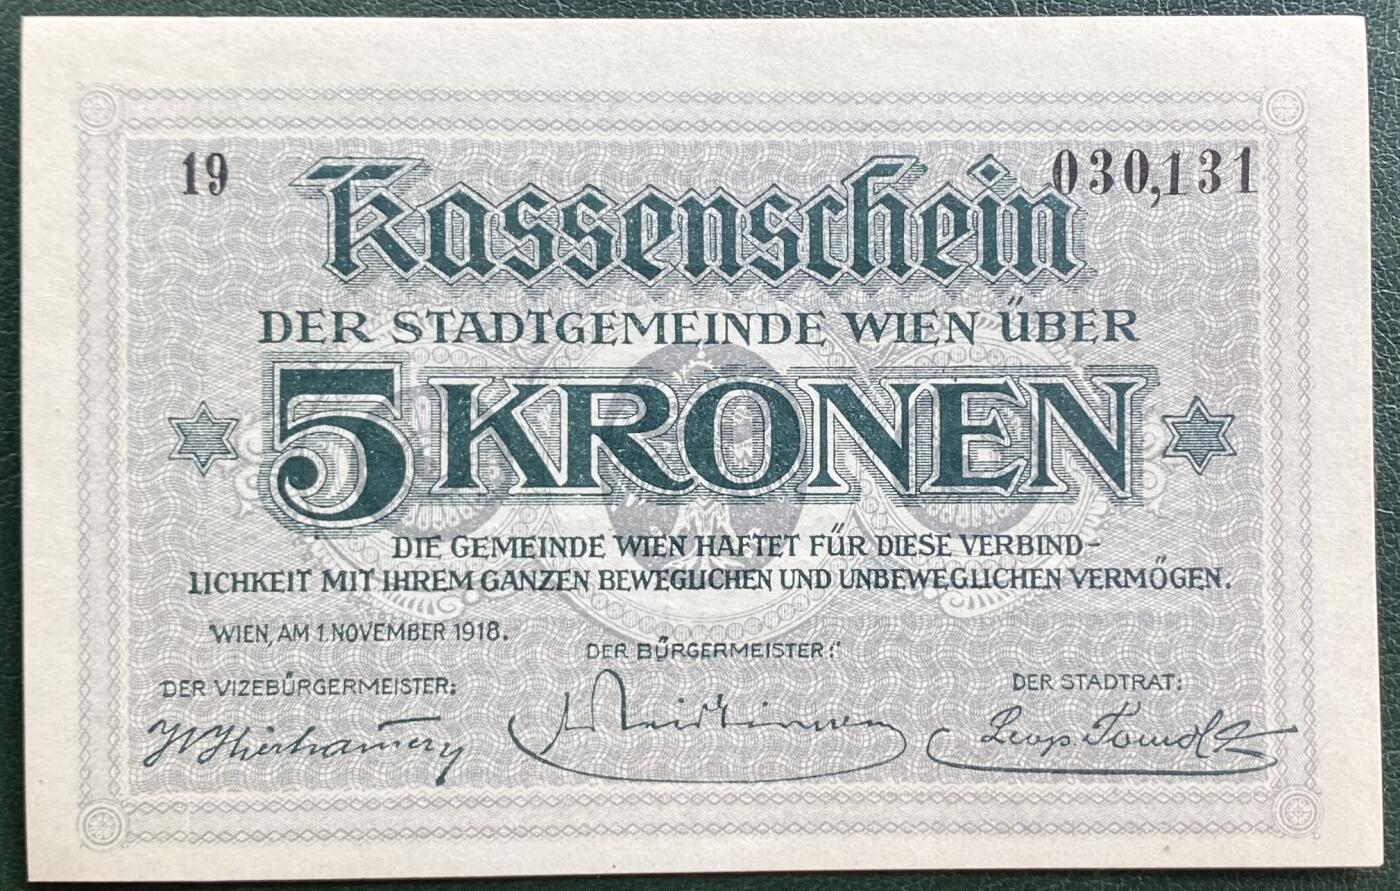 19
030,131
Kassenschein
DER STADTGEMEINDE WIEN ÜBER
5 KRONEN
DIE GEMEINDE WIEN HAFTET FÜR DIESE VERBIND-
LICHKEIT MIT IHREM GANZEN BEWEGLICHEN UND UNBEWEGLICHEN VERMÖGEN.
WIEN, AM 1. NOVEMBER 1918.
DER BÜRGERMEISTER:
DER VIZEBÜRGERMEISTER:
DER STADTRAT: